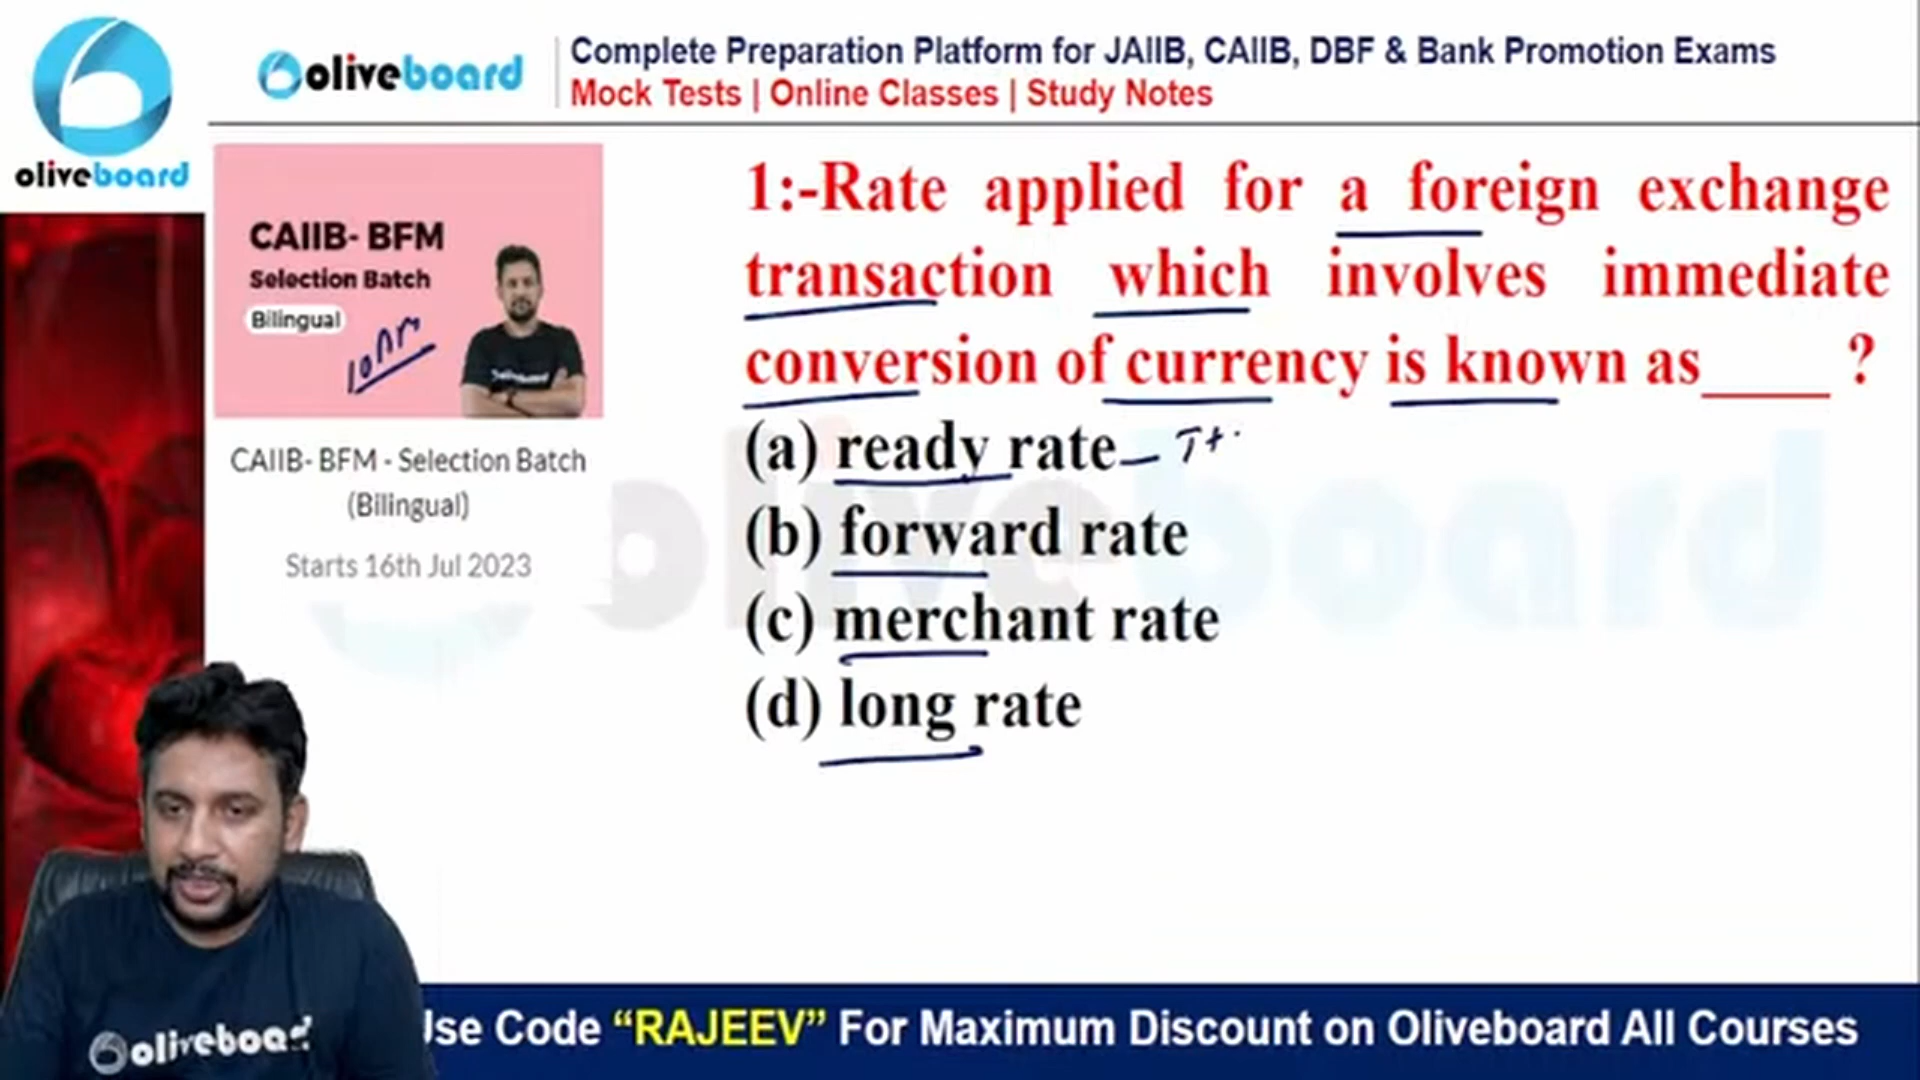 oliveboard
oliveboard
Complete Preparation Platform for JAIIB, CAIIB, DBF & Bank Promotion Exams
Mock Tests | Online Classes | Study Notes
CAIIB- BFM
Selection Batch
Bilingual
CAIIB- BFM - Selection Batch
(Bilingual)
Starts 16th Jul 2023
1:-Rate applied for a foreign exchange
transaction which involves immediate
conversion of currency is known as____ ?
(a) ready rate – T+
(b) forward rate
(c) merchant rate
(d) long rate
oliveboard
oliveboard
Use Code “RAJEEV” For Maximum Discount on Oliveboard All Courses